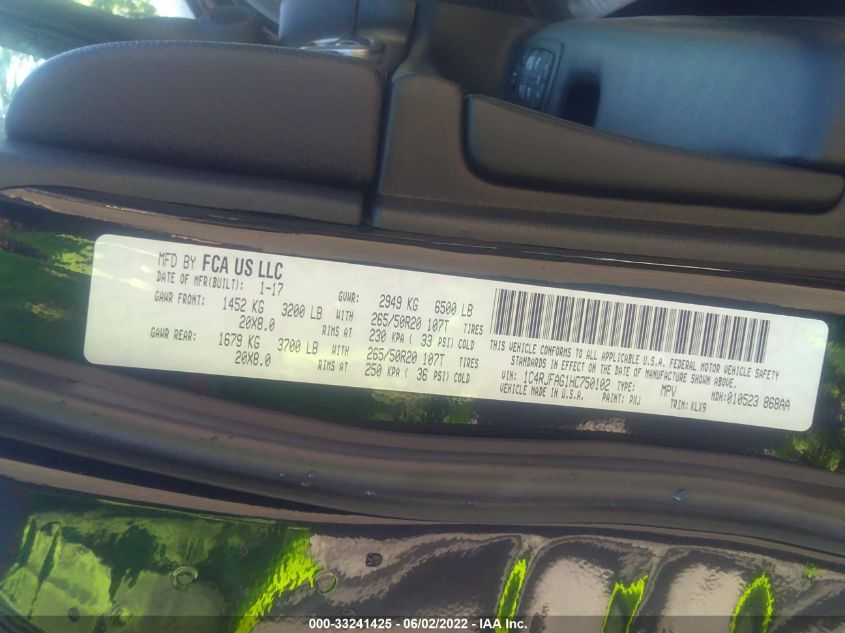 MFD BY FCA US LLC
DATE OF MFR(BUILT): 1-17
GVWR: 2949 KG 6500 LB
GAWR FRONT: 1452 KG 3200 LB WITH 265/50R20 107T TIRES
20X8.0 RIMS AT 230 KPA ( 33 PSI) COLD
GAWR REAR: 1679 KG 3700 LB WITH 265/50R20 107T TIRES
20X8.0 RIMS AT 250 KPA ( 36 PSI) COLD
THIS VEHICLE CONFORMS TO ALL APPLICABLE U.S.A. FEDERAL MOTOR VEHICLE SAFETY
STANDARDS IN EFFECT ON THE DATE OF MANUFACTURE SHOWN ABOVE.
VIN: 1C4RJFAG1HC750102 TYPE: MPV MDH:010523 868AA
VEHICLE MADE IN U.S.A. PAINT: PXJ TRIM: KLX9
000-33241425 - 06/02/2022 - IAA Inc.